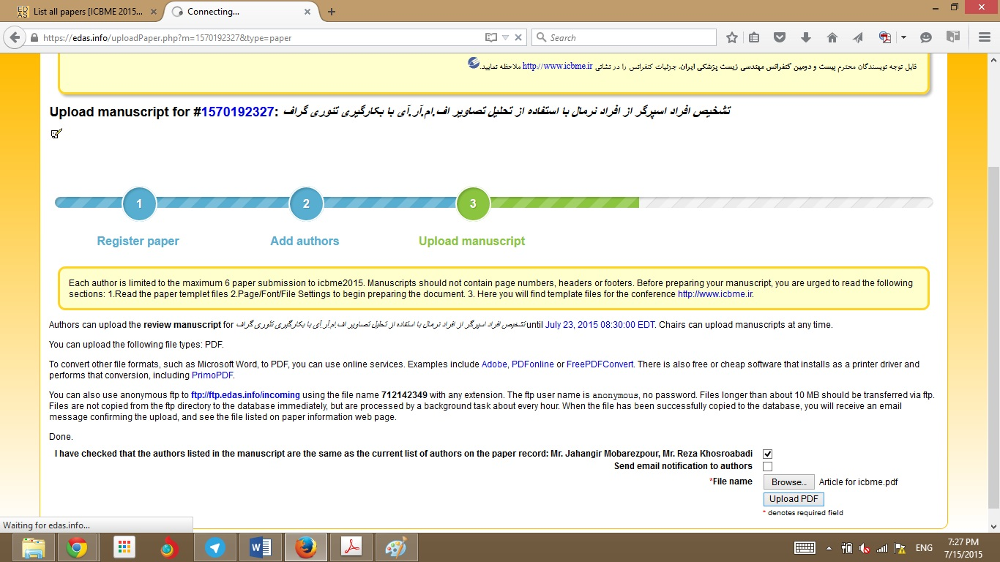 List all papers [ICBME 2015...
Connecting...
https://edas.info/uploadPaper.php?m=1570192327&type=paper
Search
قابل توجه نویسندگان محترم بیست و دومین کنفرانس مهندسی زیست پزشکی ایران، جزئیات کنفرانس را در نشانی http://www.icbme.ir ملاحظه نمایید.
Upload manuscript for #1570192327: تشخیص افراد اسپرگر از افراد نرمال با استفاده از تحلیل تصاویر اف.ام.آر.آی با بکارگیری تئوری گراف
1
2
3
Register paper
Add authors
Upload manuscript
Each author is limited to the maximum 6 paper submission to icbme2015. Manuscripts should not contain page numbers, headers or footers. Before preparing your manuscript, you are urged to read the following
sections: 1.Read the paper templet files 2.Page/Font/File Settings to begin preparing the document. 3. Here you will find template files for the conference http://www.icbme.ir.
Authors can upload the review manuscript for تشخیص افراد اسپرگر از افراد نرمال با استفاده از تحلیل تصاویر اف.ام.آر.آی با بکارگیری تئوری گراف until July 23, 2015 08:30:00 EDT. Chairs can upload manuscripts at any time.
You can upload the following file types: PDF.
To convert other file formats, such as Microsoft Word, to PDF, you can use online services. Examples include Adobe, PDFonline or FreePDFConvert. There is also free or cheap software that installs as a printer driver and
performs that conversion, including PrimoPDF.
You can also use anonymous ftp to ftp://ftp.edas.info/incoming using the file name 712142349 with any extension. The ftp user name is anonymous, no password. Files longer than about 10 MB should be transferred via ftp.
Files are not copied from the ftp directory to the database immediately, but are processed by a background task about every hour. When the file has been successfully copied to the database, you will receive an email
message confirming the upload, and see the file listed on paper information web page.
Done.
I have checked that the authors listed in the manuscript are the same as the current list of authors on the paper record: Mr. Jahangir Mobarezpour, Mr. Reza Khosroabadi
Send email notification to authors
*File name Browse... Article for icbme.pdf
Upload PDF
* denotes required field
Waiting for edas.info...
ENG
7:27 PM
7/15/2015